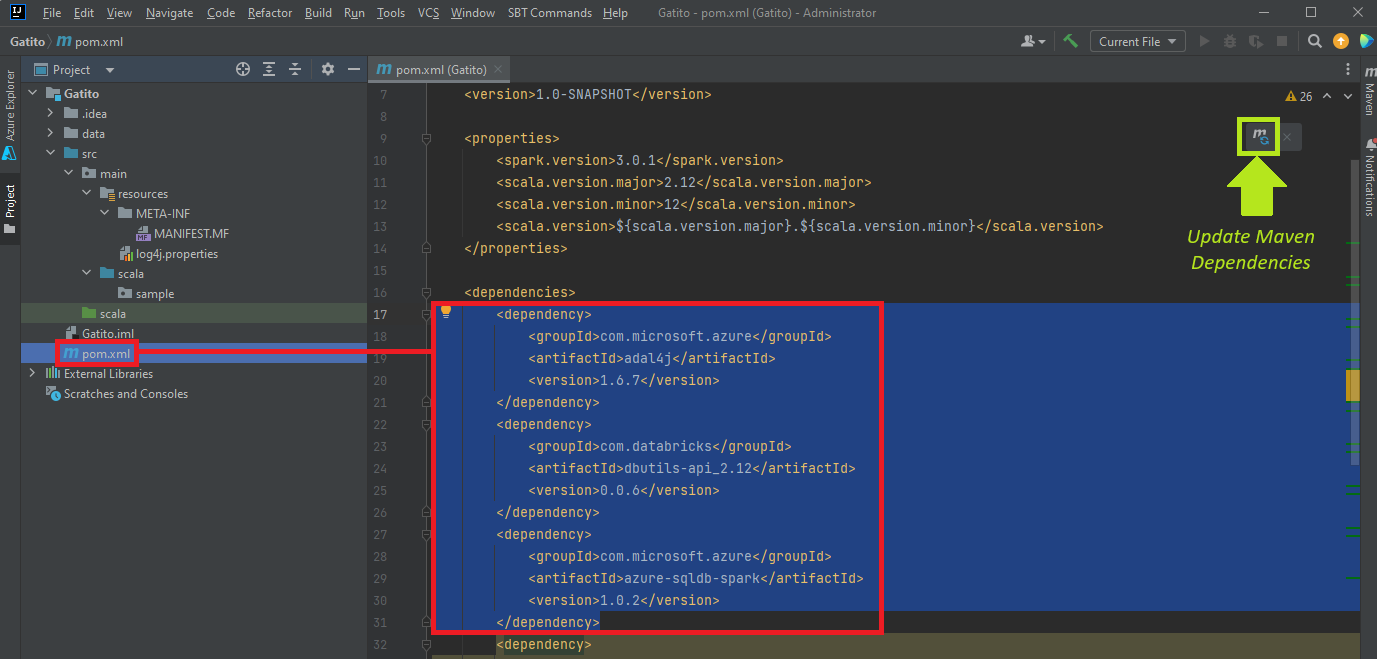 File Edit View Navigate Code Refactor Build Run Tools VCS Window SBT Commands Help Gatito - pom.xml (Gatito) - Administrator
Gatito m pom.xml Current File
Project
pom.xml (Gatito)
Azure Explorer
Project
Gatito
.idea
data
src
main
resources
META-INF
MANIFEST.MF
log4j.properties
scala
sample
scala
Gatito.iml
pom.xml
External Libraries
Scratches and Consoles
7 <version>1.0-SNAPSHOT</version>
8
9 <properties>
10 <spark.version>3.0.1</spark.version>
11 <scala.version.major>2.12</scala.version.major>
12 <scala.version.minor>12</scala.version.minor>
13 <scala.version>${scala.version.major}.${scala.version.minor}</scala.version>
14 </properties>
15
16 <dependencies>
17 <dependency>
18 <groupId>com.microsoft.azure</groupId>
19 <artifactId>adal4j</artifactId>
20 <version>1.6.7</version>
21 </dependency>
22 <dependency>
23 <groupId>com.databricks</groupId>
24 <artifactId>dbutils-api_2.12</artifactId>
25 <version>0.0.6</version>
26 </dependency>
27 <dependency>
28 <groupId>com.microsoft.azure</groupId>
29 <artifactId>azure-sqldb-spark</artifactId>
30 <version>1.0.2</version>
31 </dependency>
32 <dependency>
26
Update Maven
Dependencies
Maven
Notifications